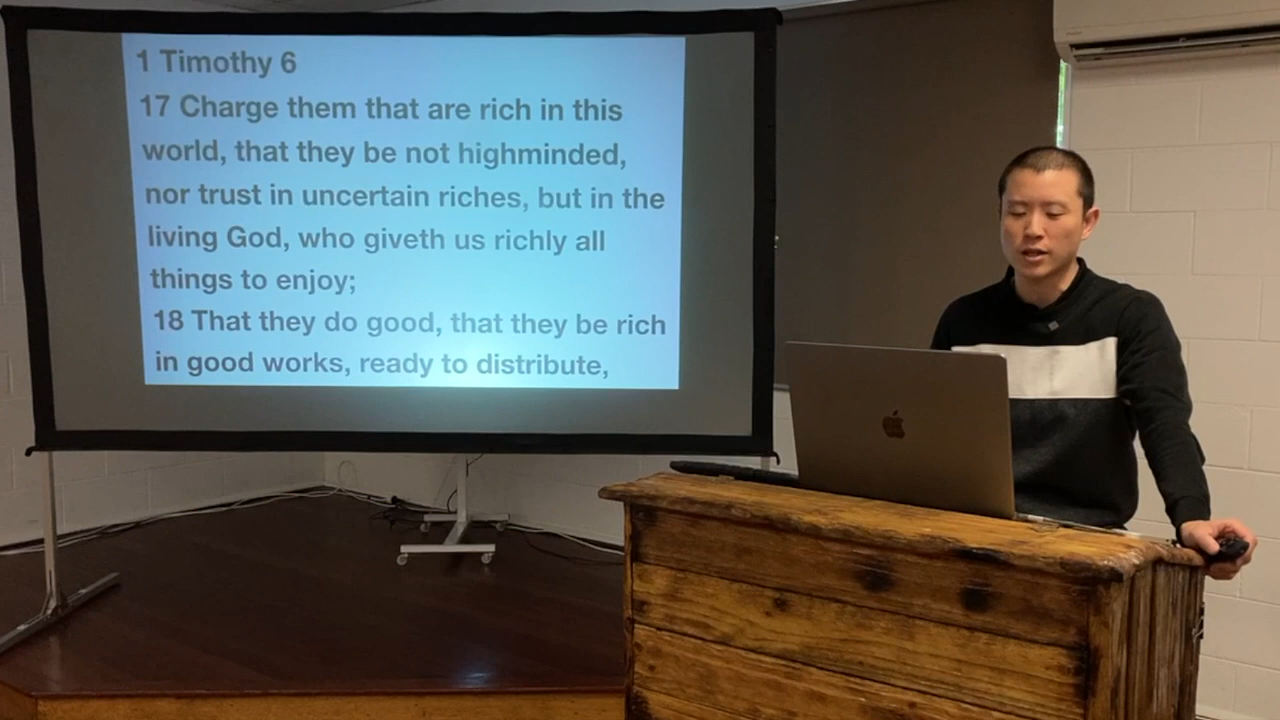 1 Timothy 6
17 Charge them that are rich in this
world, that they be not highminded,
nor trust in uncertain riches, but in the
living God, who giveth us richly all
things to enjoy;
18 That they do good, that they be rich
in good works, ready to distribute,